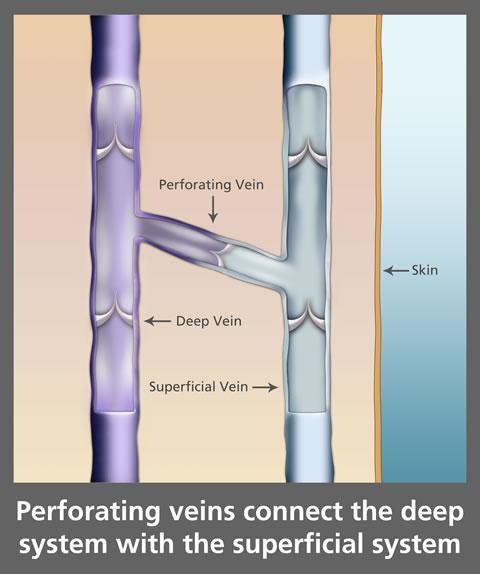 Perforating Vein
Skin
Deep Vein
Superficial Vein
Perforating veins connect the deep
system with the superficial system